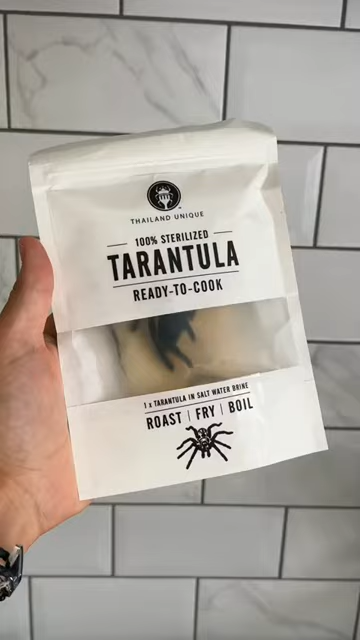 THAILAND UNIQUE
100% STERILIZED
TARANTULA
READY-TO-COOK
1 x TARANTULA IN SALT WATER BRINE
ROAST | FRY | BOIL